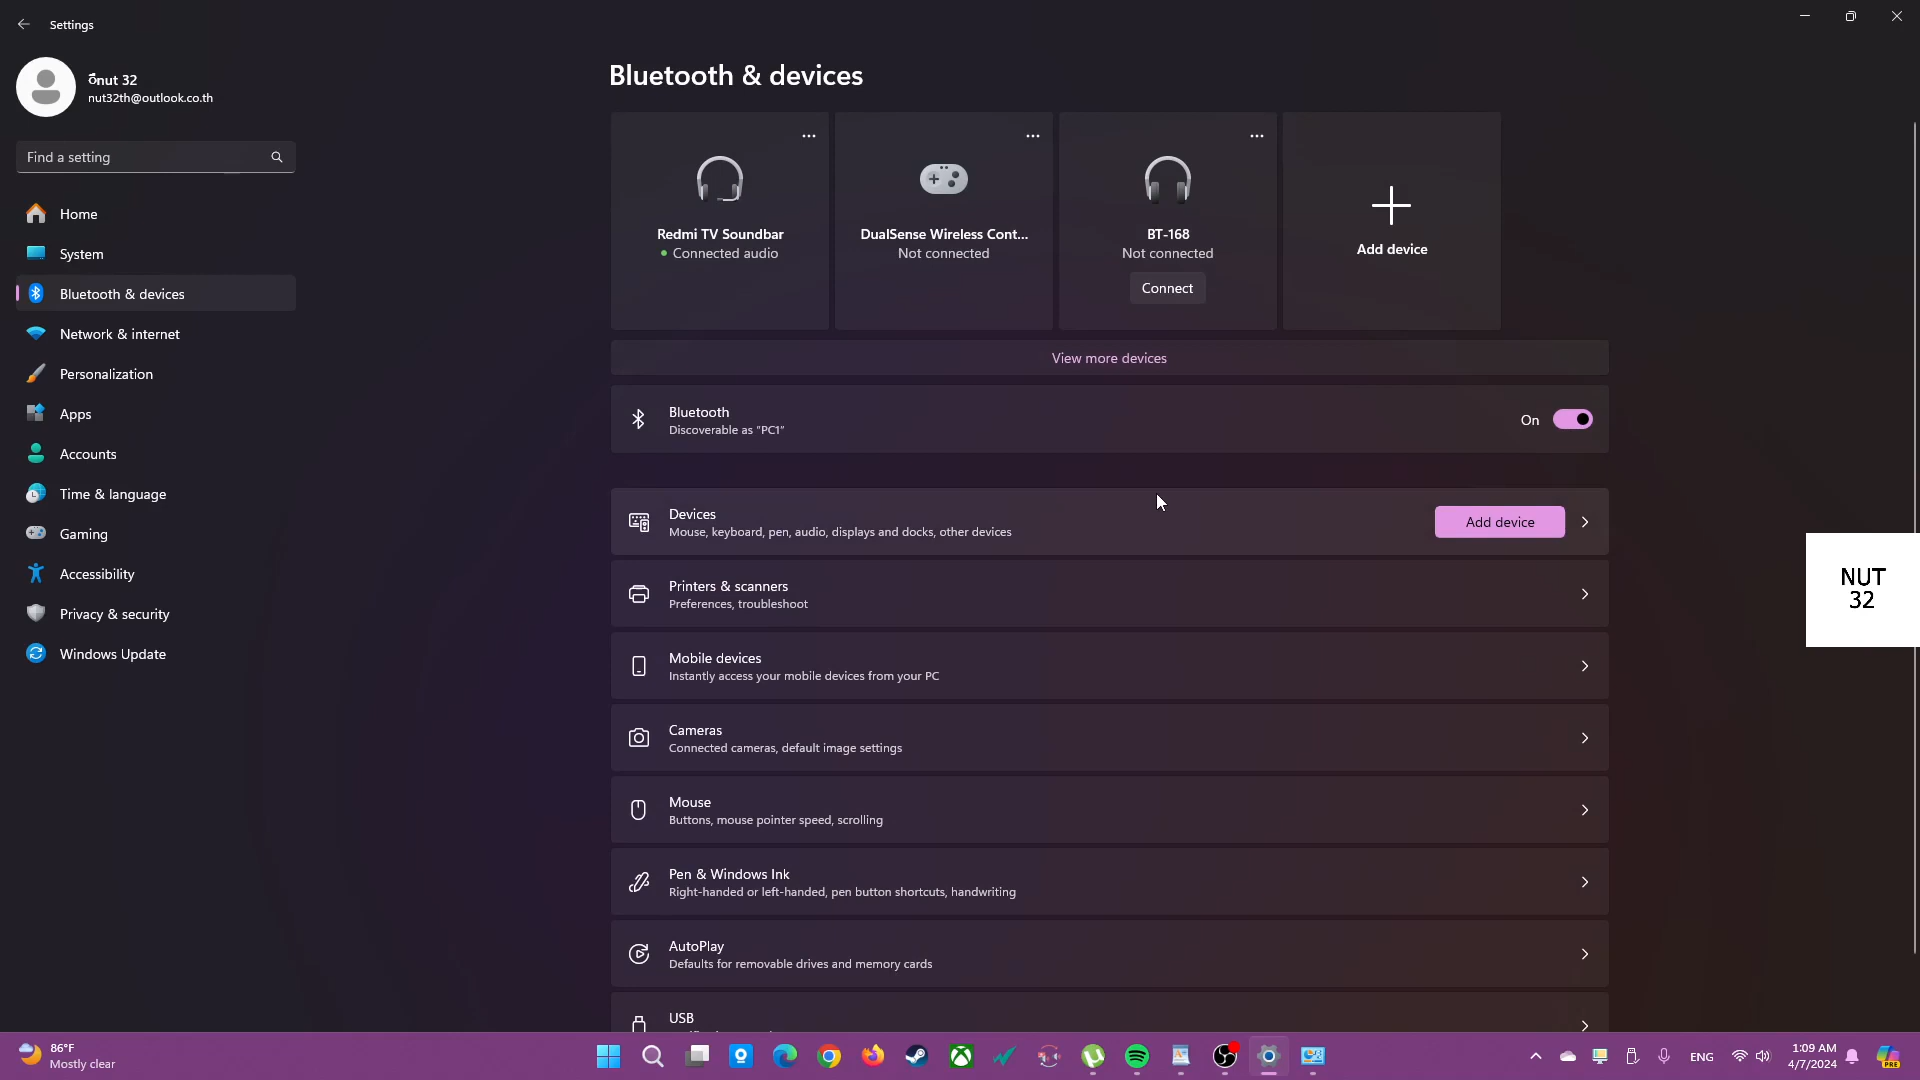 Settings
อnut 32
nut32th@outlook.co.th
Find a setting
Home
System
Bluetooth & devices
Network & internet
Personalization
Apps
Accounts
Time & language
Gaming
Accessibility
Privacy & security
Windows Update
Bluetooth & devices
Redmi TV Soundbar
Connected audio
DualSense Wireless Cont...
Not connected
BT-168
Not connected
Connect
Add device
View more devices
Bluetooth
Discoverable as "PC1"
On
Devices
Mouse, keyboard, pen, audio, displays and docks, other devices
Add device
Printers & scanners
Preferences, troubleshoot
Mobile devices
Instantly access your mobile devices from your PC
Cameras
Connected cameras, default image settings
Mouse
Buttons, mouse pointer speed, scrolling
Pen & Windows Ink
Right-handed or left-handed, pen button shortcuts, handwriting
AutoPlay
Defaults for removable drives and memory cards
USB
NUT
32
86°F
Mostly clear
ENG
1:09 AM
4/7/2024
PRE